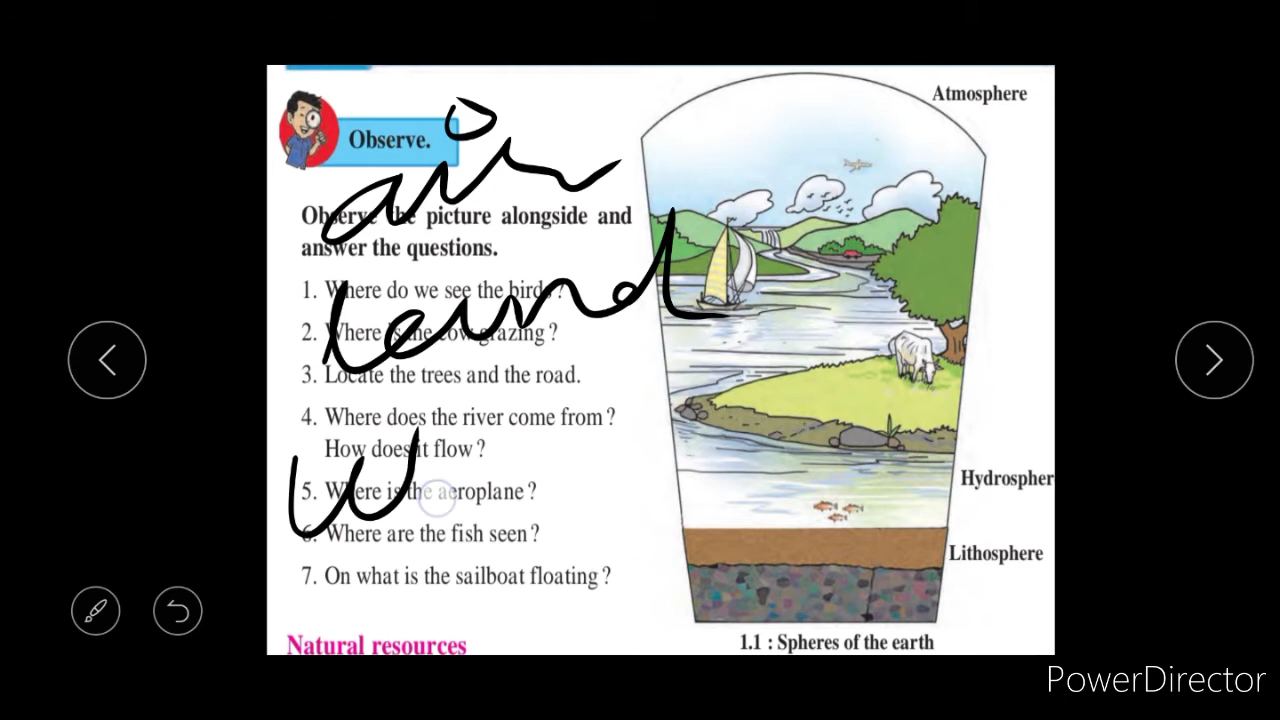 Atmosphere
Observe.
air
Observe the picture alongside and
answer the questions.
1. Where do we see the birds ?
land
2. Where is the cow grazing ?
3. Locate the trees and the road.
4. Where does the river come from ?
How does it flow ?
w
5. Where is the aeroplane ?
6. Where are the fish seen ?
7. On what is the sailboat floating ?
Hydrospher
Lithosphere
Natural resources
1.1 : Spheres of the earth
PowerDirector